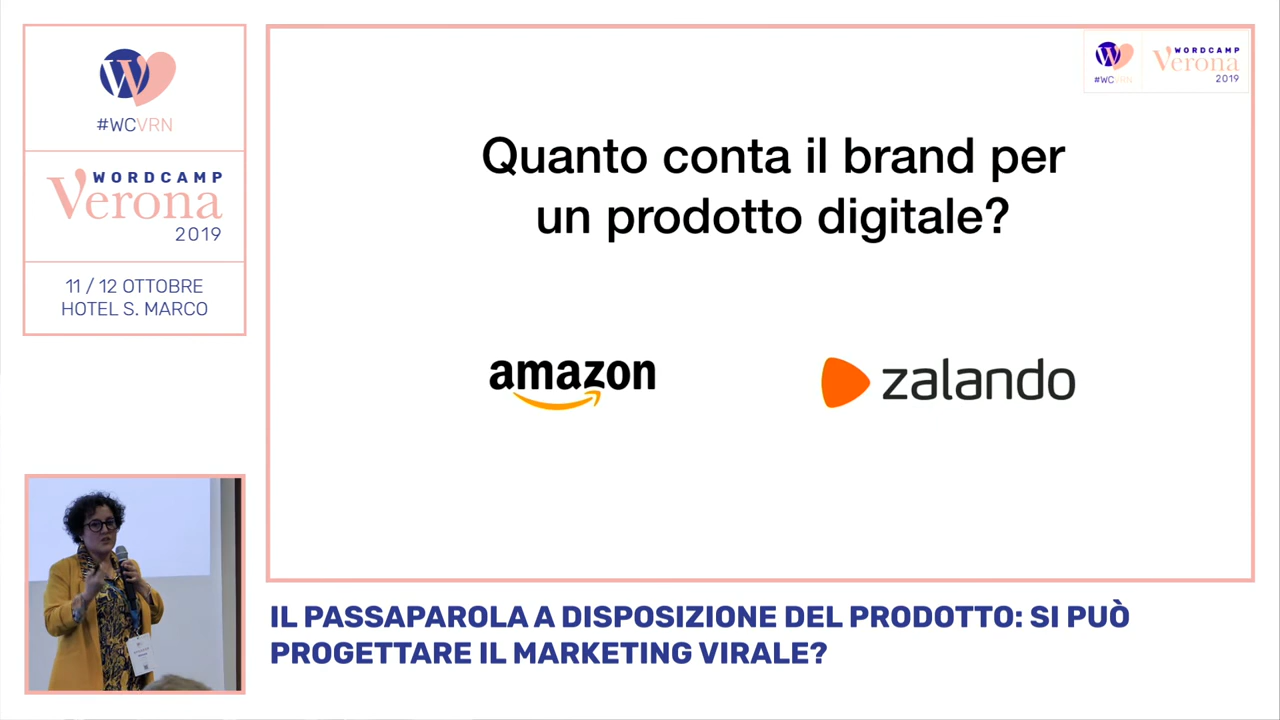 #WCVRN
WORDCAMP
Verona
2019
11 / 12 OTTOBRE
HOTEL S. MARCO
WORDCAMP
Verona
2019
#WCVRN
Quanto conta il brand per
un prodotto digitale?
amazon
zalando
IL PASSAPAROLA A DISPOSIZIONE DEL PRODOTTO: SI PUÒ
PROGETTARE IL MARKETING VIRALE?